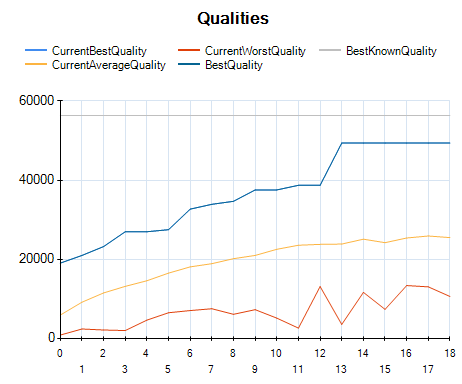 Qualities
CurrentBestQuality CurrentWorstQuality BestKnownQuality
CurrentAverageQuality BestQuality
60000
40000
20000
0
0 2 4 6 8 10 12 14 16 18
1 3 5 7 9 11 13 15 17